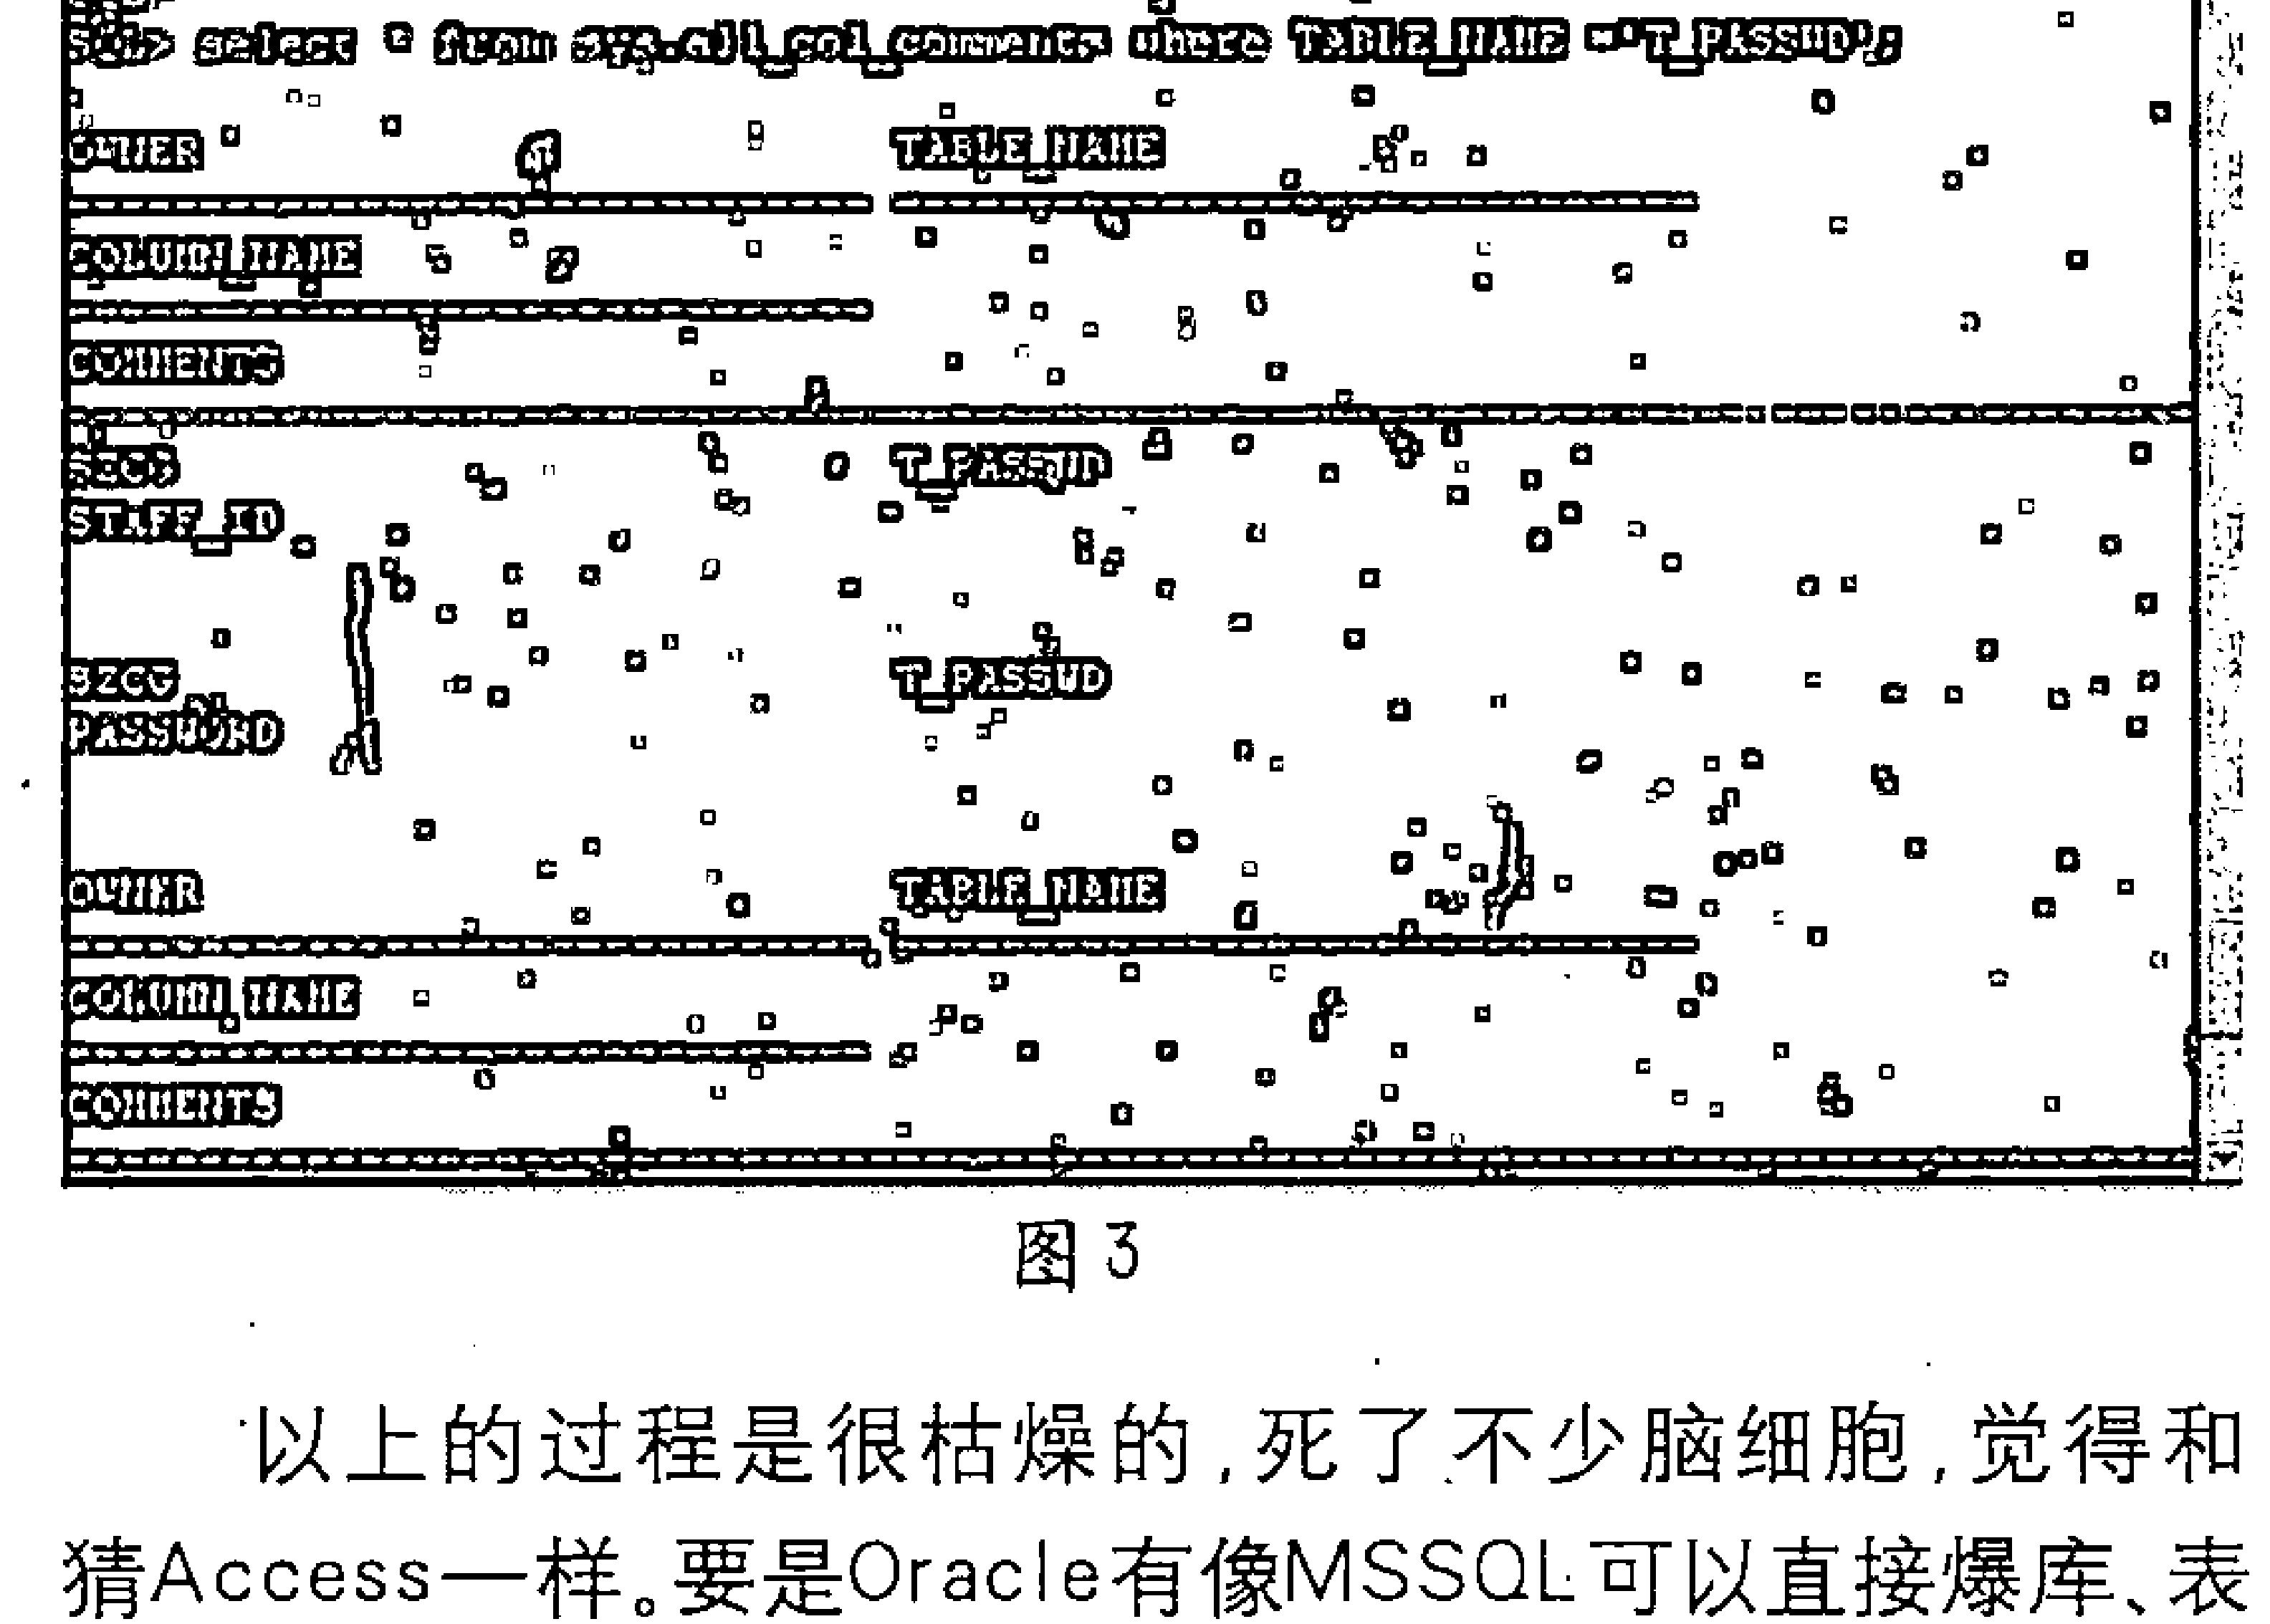 SQL> select * from sys.all_col_comments where TABLE_NAME ='T_PASSWD';
OWNER TABLE_NAME
COLUMN_NAME
COMMENTS
T_PASSWD
STAFF_ID
SZCG T_PASSWD
PASSWORD
OWNER TABLE_NAME
COLUMN_NAME
COMMENTS
图 3
以上的过程是很枯燥的,死了不少脑细胞,觉得和
猜Access一样。要是Oracle有像MSSQL可以直接爆库、表